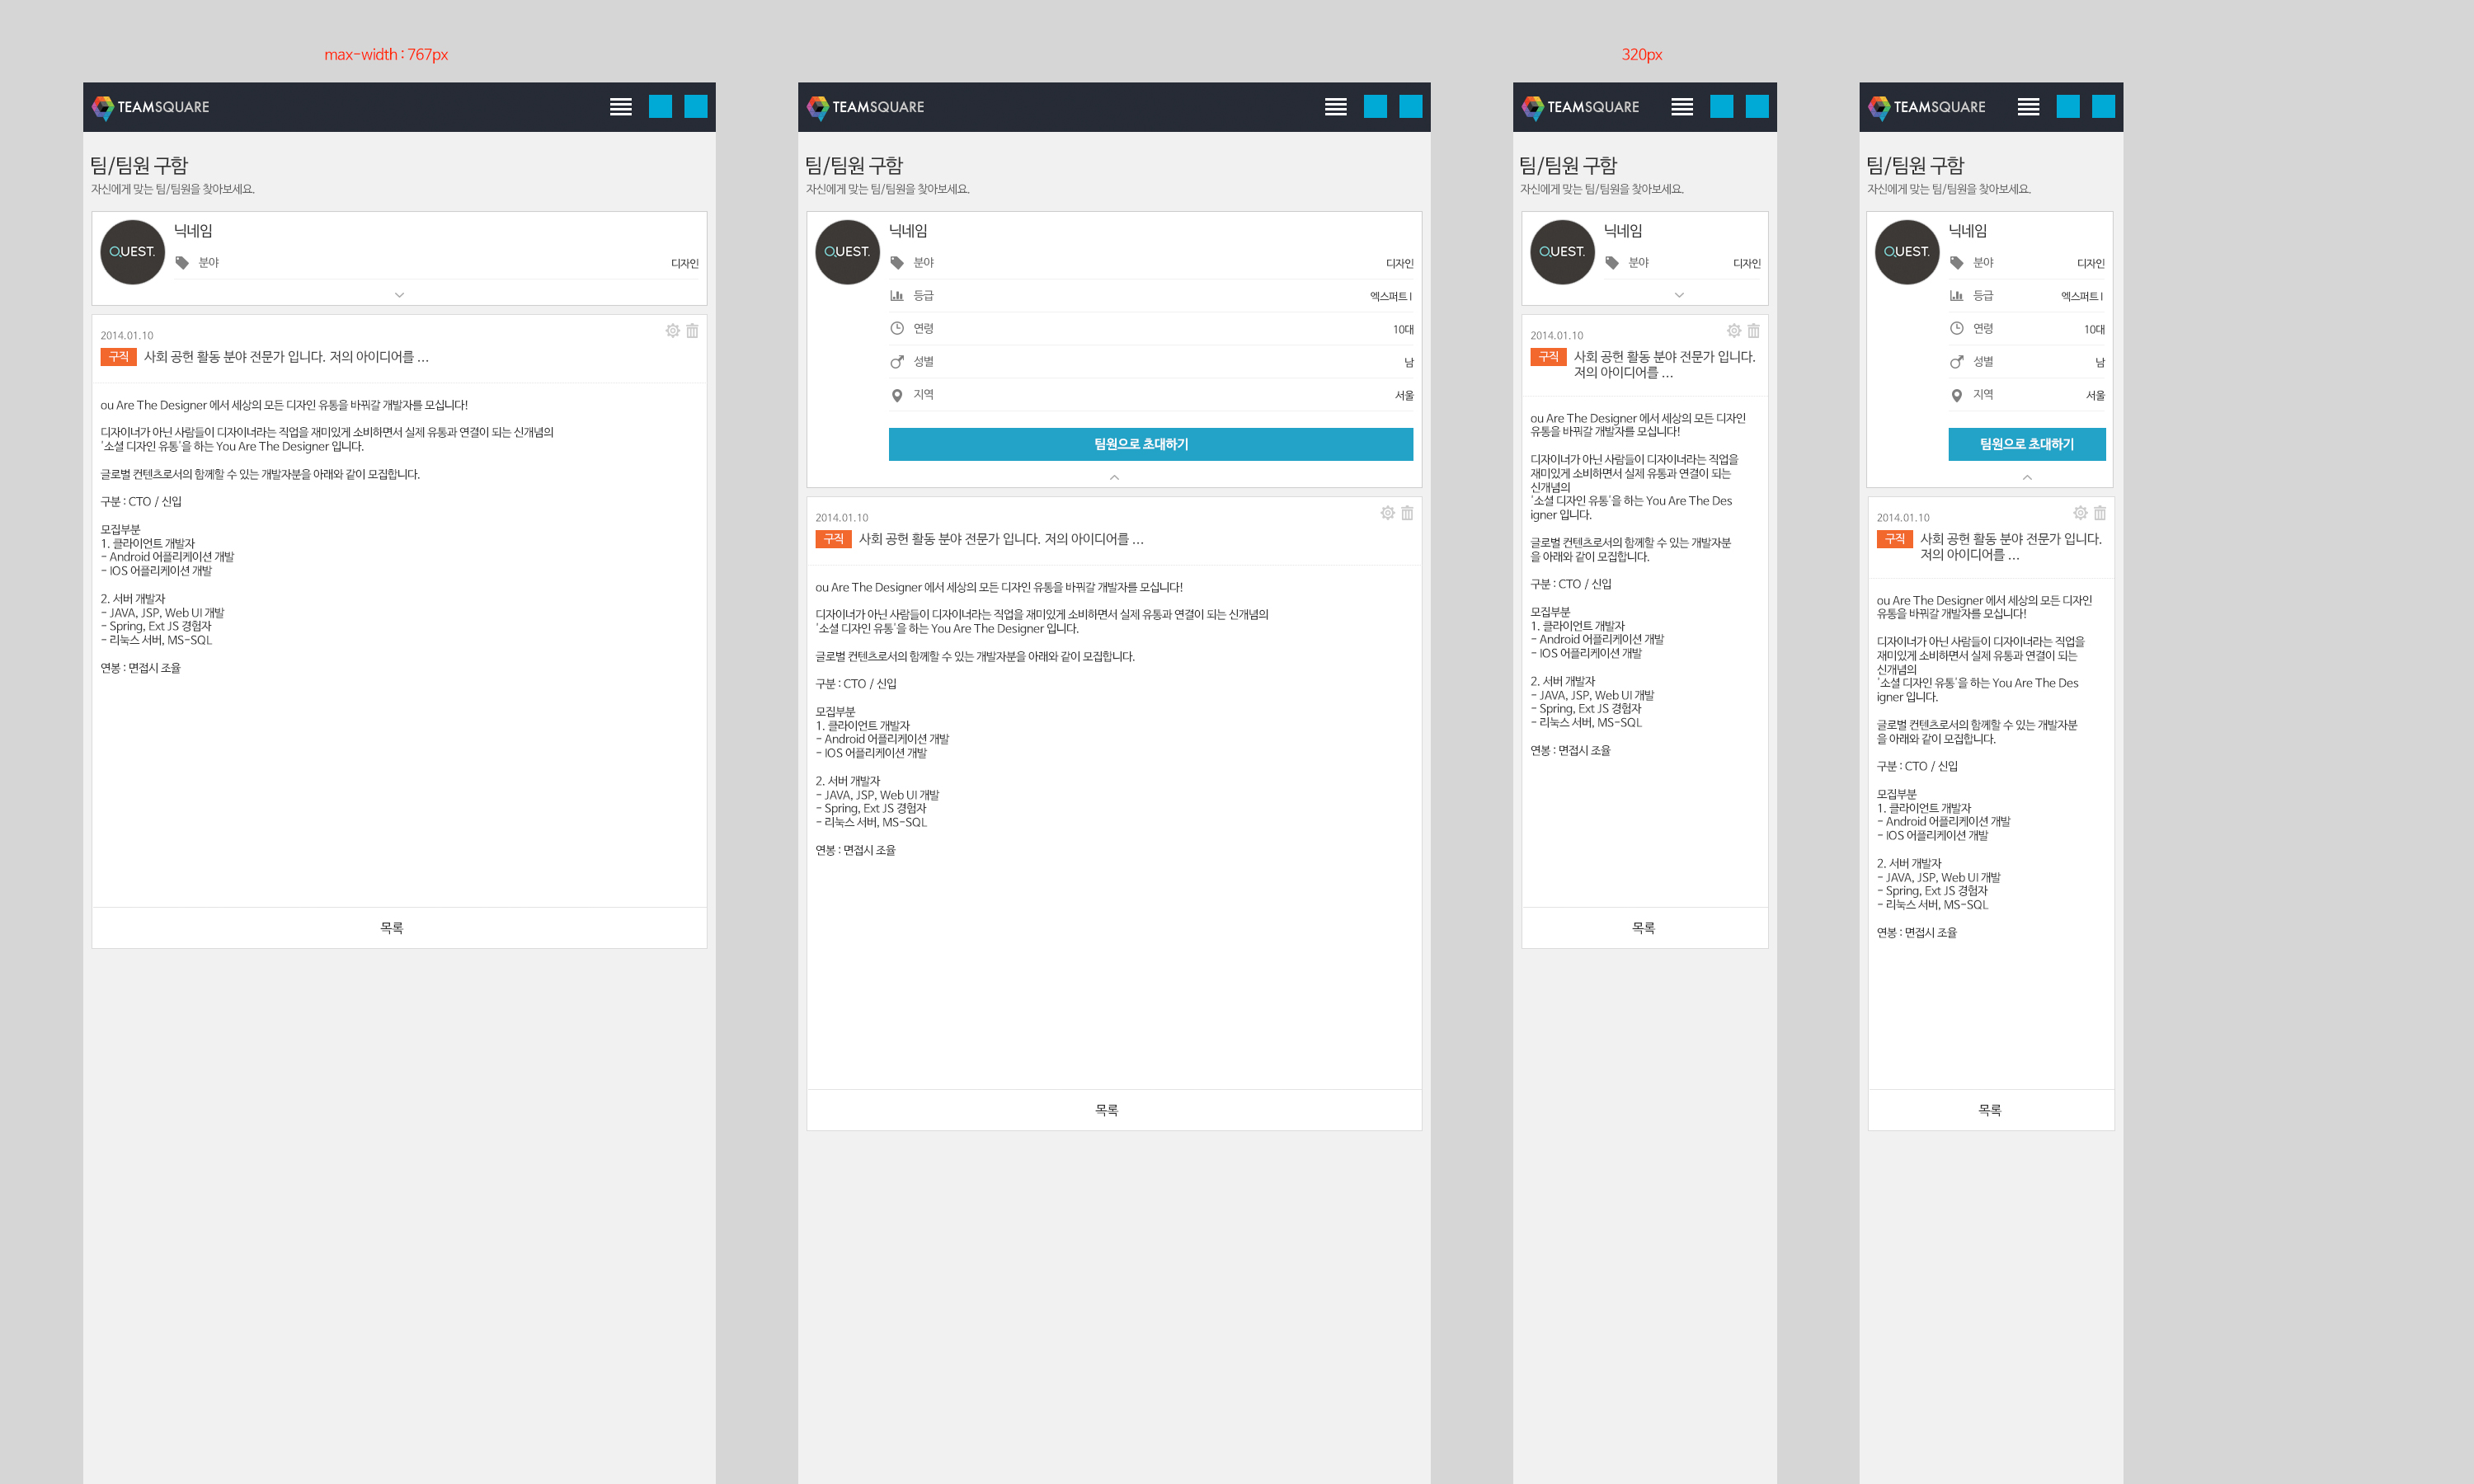 max-width : 767px
TEAMSQUARE
팀/팀원 구함
자신에게 맞는 팀/팀원을 찾아보세요.
QUEST.
닉네임
분야
디자인
2014.01.10
구직 사회 공헌 활동 분야 전문가 입니다. 저의 아이디어를 ...
ou Are The Designer 에서 세상의 모든 디자인 유통을 바꿔갈 개발자를 모십니다!
디자이너가 아닌 사람들이 디자이너라는 직업을 재미있게 소비하면서 실제 유통과 연결이 되는 신개념의
'소셜 디자인 유통'을 하는 You Are The Designer 입니다.
글로벌 컨텐츠로서의 함께할 수 있는 개발자분을 아래와 같이 모집합니다.
구분 : CTO / 신입
모집부분
1. 클라이언트 개발자
- Android 어플리케이션 개발
- IOS 어플리케이션 개발
2. 서버 개발자
- JAVA, JSP, Web UI 개발
- Spring, Ext JS 경험자
- 리눅스 서버, MS-SQL
연봉 : 면접시 조율
목록
TEAMSQUARE
팀/팀원 구함
자신에게 맞는 팀/팀원을 찾아보세요.
QUEST.
닉네임
분야
디자인
등급
엑스퍼트 I
연령
10대
성별
남
지역
서울
팀원으로 초대하기
2014.01.10
구직 사회 공헌 활동 분야 전문가 입니다. 저의 아이디어를 ...
ou Are The Designer 에서 세상의 모든 디자인 유통을 바꿔갈 개발자를 모십니다!
디자이너가 아닌 사람들이 디자이너라는 직업을 재미있게 소비하면서 실제 유통과 연결이 되는 신개념의
'소셜 디자인 유통'을 하는 You Are The Designer 입니다.
글로벌 컨텐츠로서의 함께할 수 있는 개발자분을 아래와 같이 모집합니다.
구분 : CTO / 신입
모집부분
1. 클라이언트 개발자
- Android 어플리케이션 개발
- IOS 어플리케이션 개발
2. 서버 개발자
- JAVA, JSP, Web UI 개발
- Spring, Ext JS 경험자
- 리눅스 서버, MS-SQL
연봉 : 면접시 조율
목록
320px
TEAMSQUARE
팀/팀원 구함
자신에게 맞는 팀/팀원을 찾아보세요.
QUEST.
닉네임
분야
디자인
2014.01.10
구직 사회 공헌 활동 분야 전문가 입니다.
저의 아이디어를 ...
ou Are The Designer 에서 세상의 모든 디자인
유통을 바꿔갈 개발자를 모십니다!
디자이너가 아닌 사람들이 디자이너라는 직업을
재미있게 소비하면서 실제 유통과 연결이 되는
신개념의
'소셜 디자인 유통'을 하는 You Are The Des
igner 입니다.
글로벌 컨텐츠로서의 함께할 수 있는 개발자분
을 아래와 같이 모집합니다.
구분 : CTO / 신입
모집부분
1. 클라이언트 개발자
- Android 어플리케이션 개발
- IOS 어플리케이션 개발
2. 서버 개발자
- JAVA, JSP, Web UI 개발
- Spring, Ext JS 경험자
- 리눅스 서버, MS-SQL
연봉 : 면접시 조율
목록
TEAMSQUARE
팀/팀원 구함
자신에게 맞는 팀/팀원을 찾아보세요.
QUEST.
닉네임
분야
디자인
등급
엑스퍼트 I
연령
10대
성별
남
지역
서울
팀원으로 초대하기
2014.01.10
구직 사회 공헌 활동 분야 전문가 입니다.
저의 아이디어를 ...
ou Are The Designer 에서 세상의 모든 디자인
유통을 바꿔갈 개발자를 모십니다!
디자이너가 아닌 사람들이 디자이너라는 직업을
재미있게 소비하면서 실제 유통과 연결이 되는
신개념의
'소셜 디자인 유통'을 하는 You Are The Des
igner 입니다.
글로벌 컨텐츠로서의 함께할 수 있는 개발자분
을 아래와 같이 모집합니다.
구분 : CTO / 신입
모집부분
1. 클라이언트 개발자
- Android 어플리케이션 개발
- IOS 어플리케이션 개발
2. 서버 개발자
- JAVA, JSP, Web UI 개발
- Spring, Ext JS 경험자
- 리눅스 서버, MS-SQL
연봉 : 면접시 조율
목록